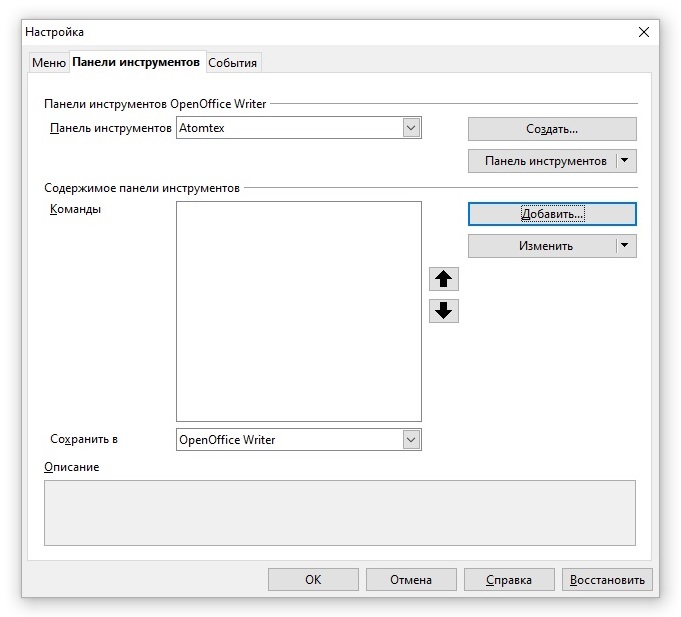 Настройка
Меню Панели инструментов События
Панели инструментов OpenOffice Writer
Панель инструментов Atomtex Создать...
Панель инструментов
Содержимое панели инструментов
Команды Добавить...
Изменить
Сохранить в OpenOffice Writer
Описание
OK Отмена Справка Восстановить